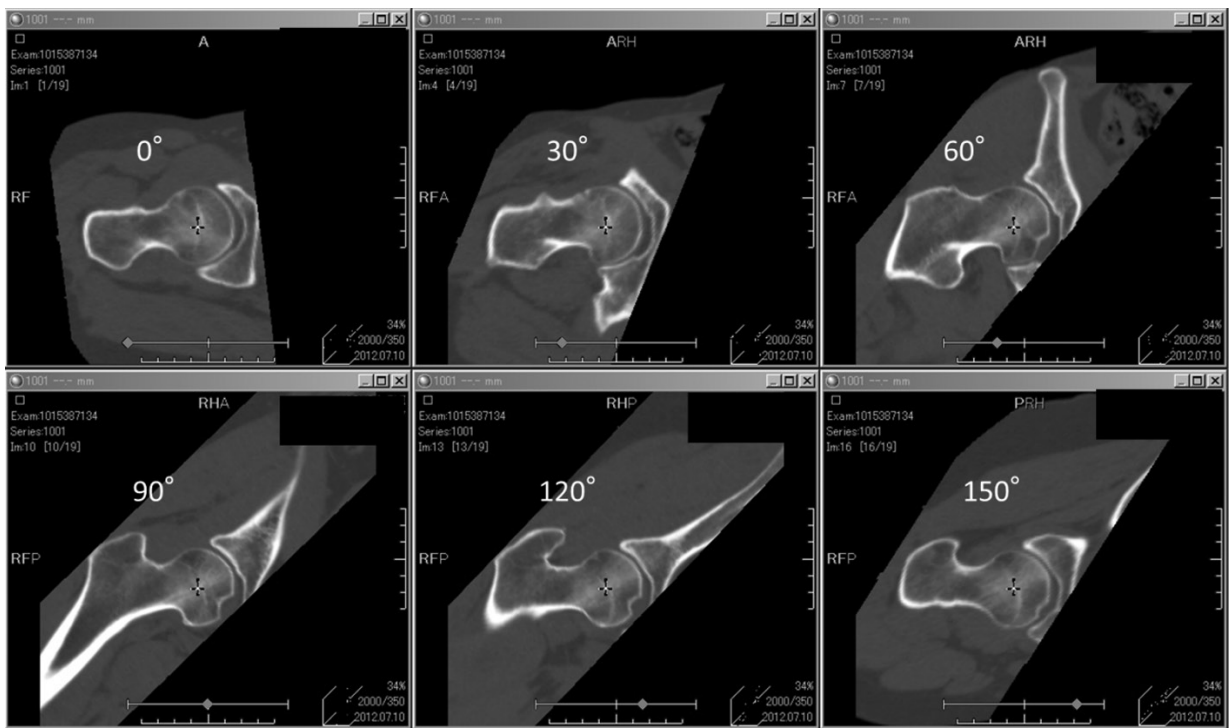 1001 --.- mm
A
Exam:1015387134
Series:1001
Im:1 [1/19]
0°
RF
34%
2000/350
2012.07.10
1001 --.- mm
ARH
Exam:1015387134
Series:1001
Im:4 [4/19]
30°
RFA
34%
2000/350
2012.07.10
1001 --.- mm
ARH
Exam:1015387134
Series:1001
Im:7 [7/19]
60°
RFA
34%
2000/350
2012.07.10
1001 --.- mm
RHA
Exam:1015387134
Series:1001
Im:10 [10/19]
90°
RFP
34%
2000/350
2012.07.10
1001 --.- mm
RHP
Exam:1015387134
Series:1001
Im:13 [13/19]
120°
RFP
34%
2000/350
2012.07.10
1001 --.- mm
PRH
Exam:1015387134
Series:1001
Im:16 [16/19]
150°
RFP
34%
2000/350
2012.07.10